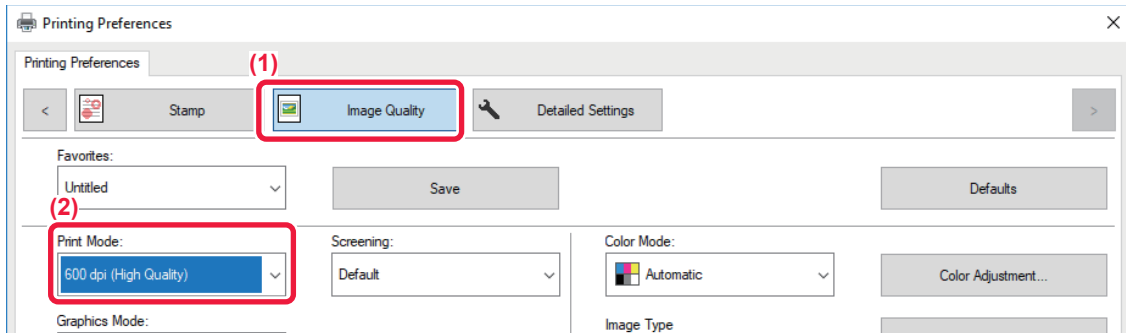 Printing Preferences
Printing Preferences
(1)
< Stamp Image Quality Detailed Settings >
Favorites:
Untitled Save Defaults
(2)
Print Mode: Screening: Color Mode:
600 dpi (High Quality) Default Automatic Color Adjustment...
Graphics Mode: Image Type